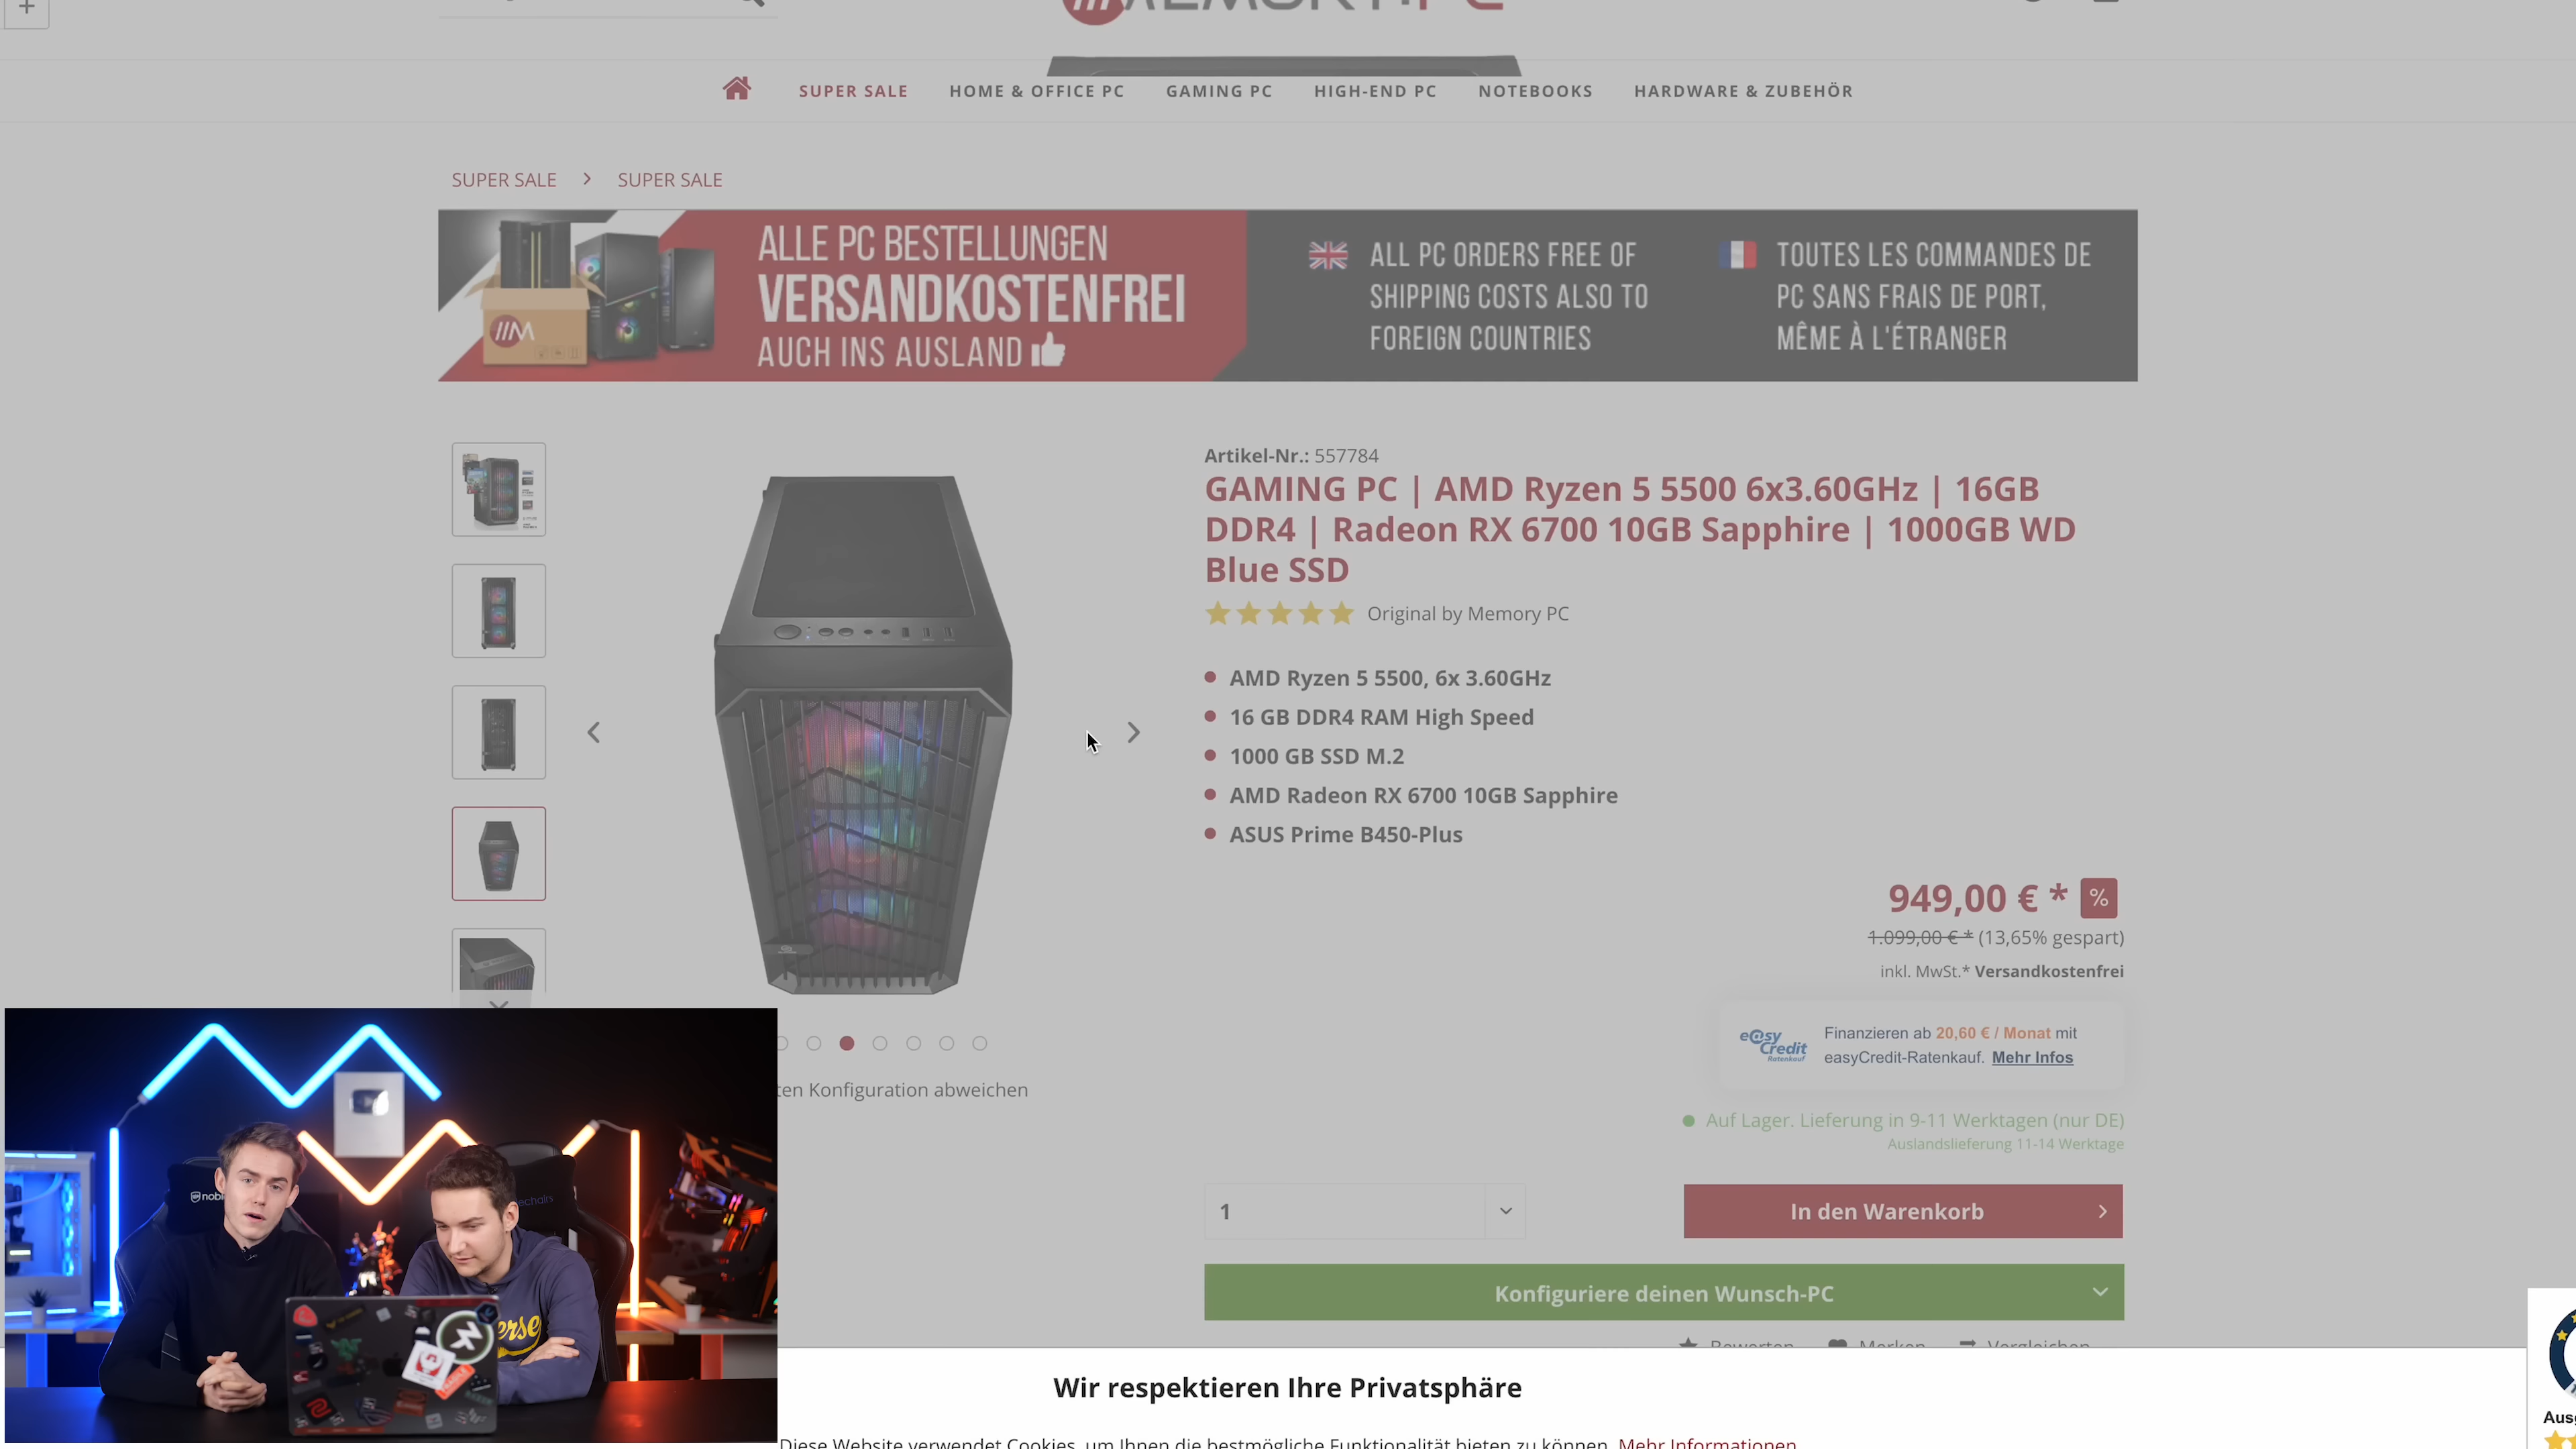 SUPER SALE
HOME & OFFICE PC
GAMING PC
HIGH-END PC
NOTEBOOKS
HARDWARE & ZUBEHÖR
SUPER SALE
SUPER SALE
ALLE PC BESTELLUNGEN
VERSANDKOSTENFREI
AUCH INS AUSLAND
ALL PC ORDERS FREE OF
SHIPPING COSTS ALSO TO
FOREIGN COUNTRIES
TOUTES LES COMMANDES DE
PC SANS FRAIS DE PORT,
MÊME À L'ÉTRANGER
Artikel-Nr.: 557784
GAMING PC | AMD Ryzen 5 5500 6x3.60GHz | 16GB
DDR4 | Radeon RX 6700 10GB Sapphire | 1000GB WD
Blue SSD
Original by Memory PC
AMD Ryzen 5 5500, 6x 3.60GHz
16 GB DDR4 RAM High Speed
1000 GB SSD M.2
AMD Radeon RX 6700 10GB Sapphire
ASUS Prime B450-Plus
949,00 € * %
1.099,00 € * (13,65% gespart)
inkl. MwSt.* Versandkostenfrei
e@sy
Credit
Ratenkauf
Finanzieren ab 20,60 € / Monat mit
easyCredit-Ratenkauf. Mehr Infos
ten Konfiguration abweichen
Auf Lager. Lieferung in 9-11 Werktagen (nur DE)
Auslandslieferung 11-14 Werktage
1
In den Warenkorb
Konfiguriere deinen Wunsch-PC
Bewerten
Merken
Vergleichen
Wir respektieren Ihre Privatsphäre
Diese Website verwendet Cookies, um Ihnen die bestmögliche Funktionalität bieten zu können. Mehr Informationen